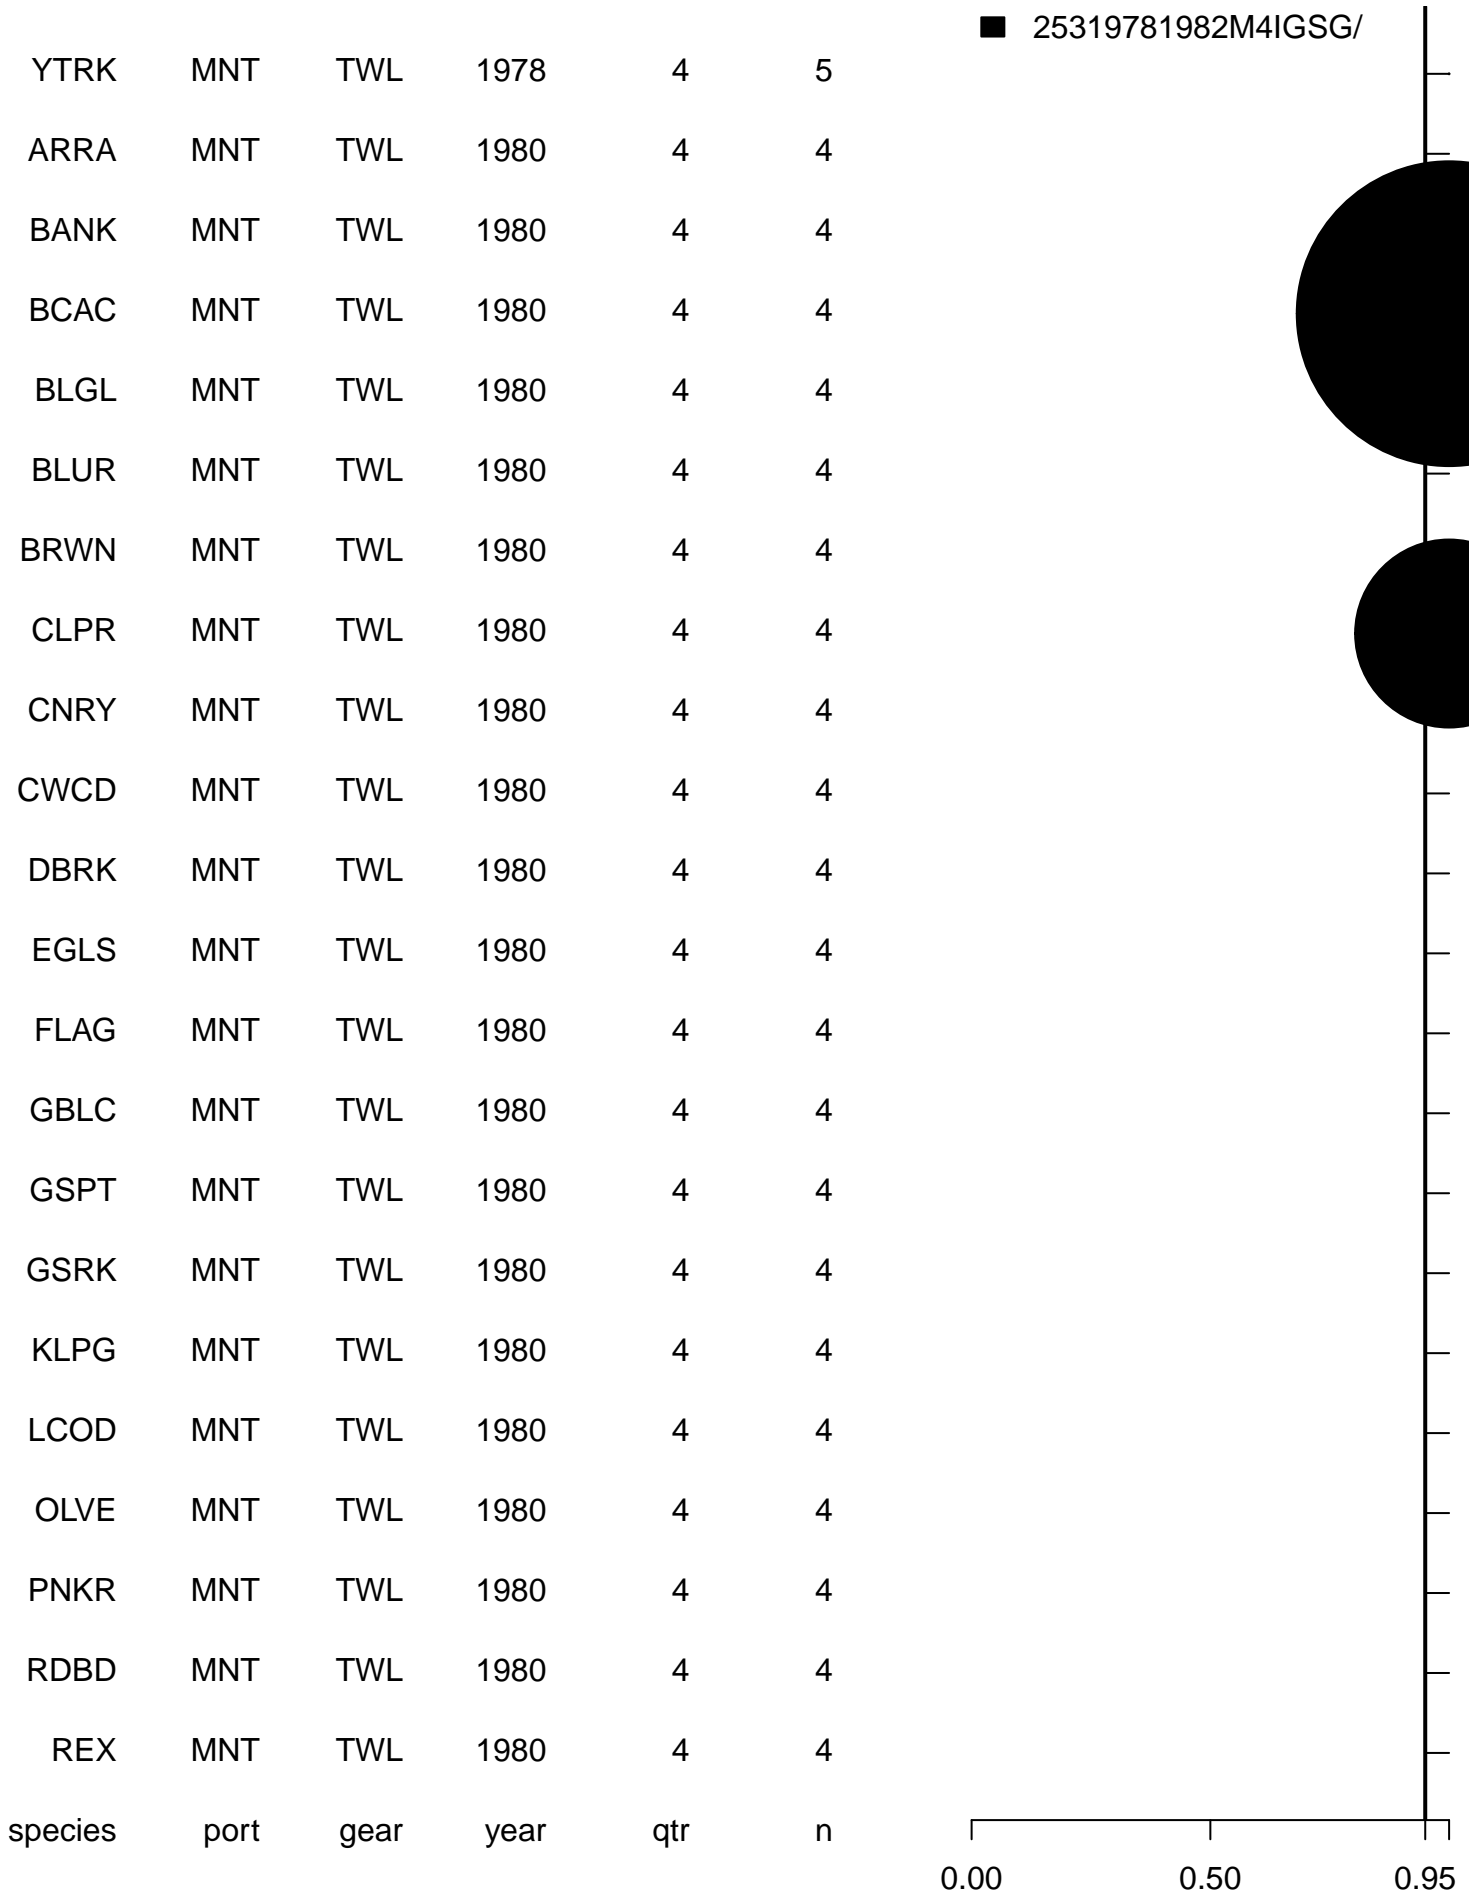 25319781982M4IGSG/
YTRK MNT TWL 1978 4 5
ARRA MNT TWL 1980 4 4
BANK MNT TWL 1980 4 4
BCAC MNT TWL 1980 4 4
BLGL MNT TWL 1980 4 4
BLUR MNT TWL 1980 4 4
BRWN MNT TWL 1980 4 4
CLPR MNT TWL 1980 4 4
CNRY MNT TWL 1980 4 4
CWCD MNT TWL 1980 4 4
DBRK MNT TWL 1980 4 4
EGLS MNT TWL 1980 4 4
FLAG MNT TWL 1980 4 4
GBLC MNT TWL 1980 4 4
GSPT MNT TWL 1980 4 4
GSRK MNT TWL 1980 4 4
KLPG MNT TWL 1980 4 4
LCOD MNT TWL 1980 4 4
OLVE MNT TWL 1980 4 4
PNKR MNT TWL 1980 4 4
RDBD MNT TWL 1980 4 4
REX MNT TWL 1980 4 4
species port gear year qtr n
0.00 0.50 0.95